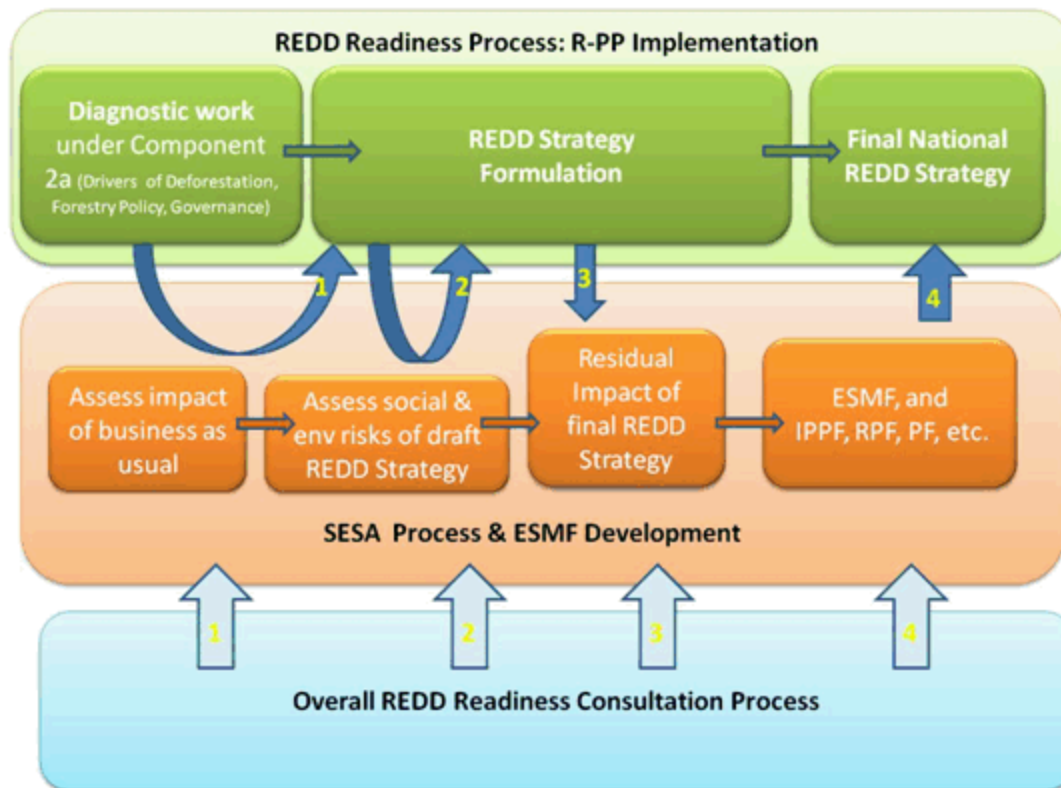 REDD Readiness Process: R-PP Implementation
Diagnostic work
under Component
2a (Drivers of Deforestation,
Forestry Policy, Governance)
REDD Strategy
Formulation
Final National
REDD Strategy
1
2
3
4
Assess impact
of business as
usual
Assess social &
env risks of draft
REDD Strategy
Residual
Impact of
final REDD
Strategy
ESMF, and
IPPF, RPF, PF, etc.
SESA Process & ESMF Development
1
2
3
4
Overall REDD Readiness Consultation Process